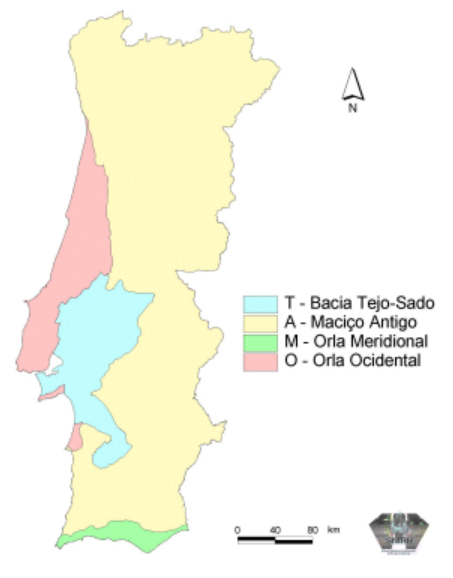 N
T - Bacia Tejo-Sado
A - Maciço Antigo
M - Orla Meridional
O - Orla Ocidental
0 40 80 km